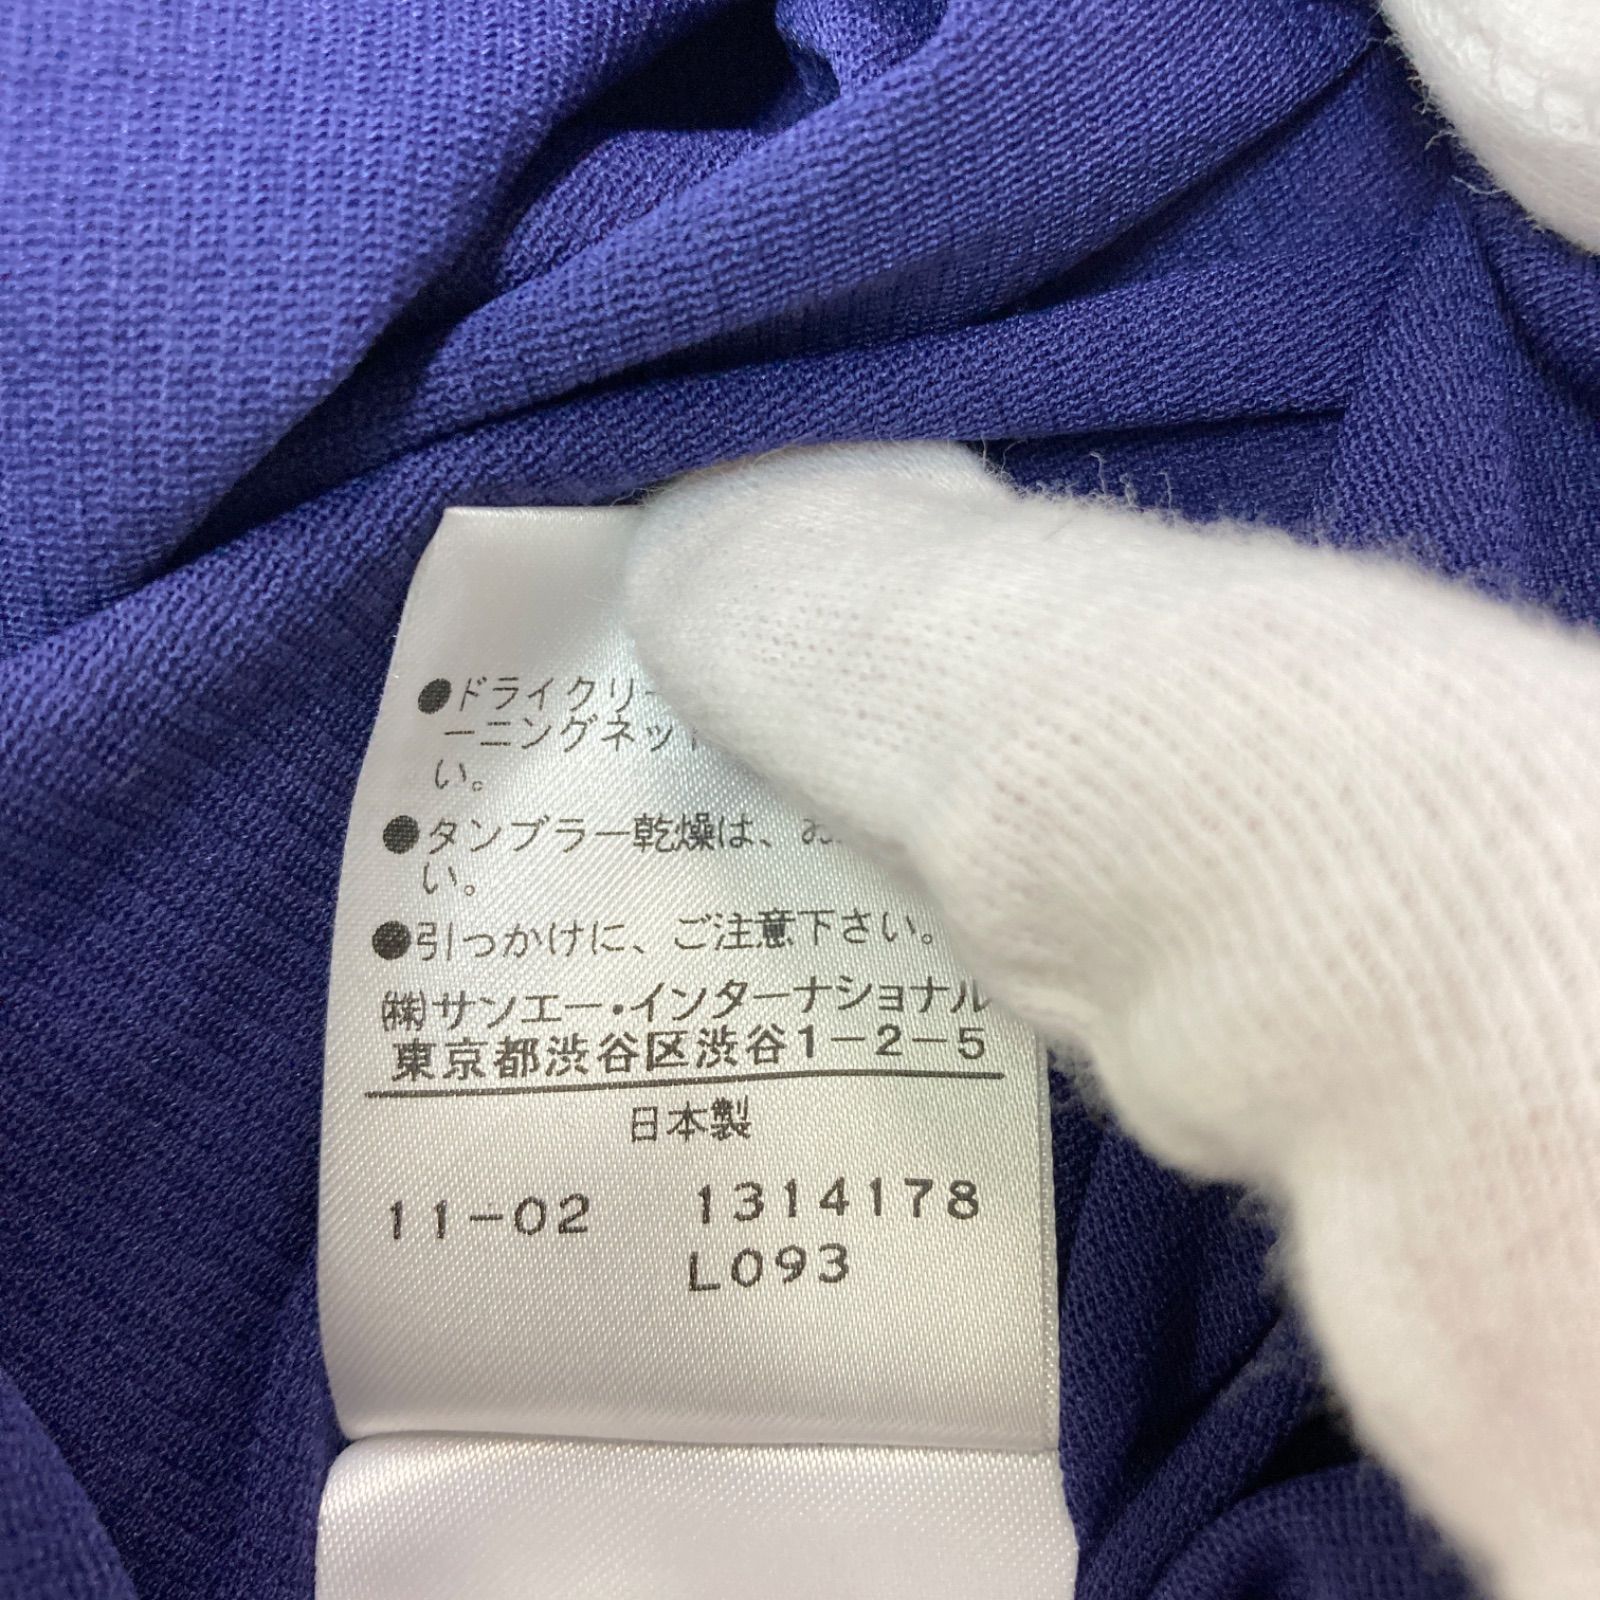 ●ドライクリー
ーニングネット
い。
●タンブラー乾燥は、お
い。
●引っかけに、ご注意下さい。
㈱サンエー・インターナショナル
東京都渋谷区渋谷1-2-5
日本製
11-02 1314178
L093